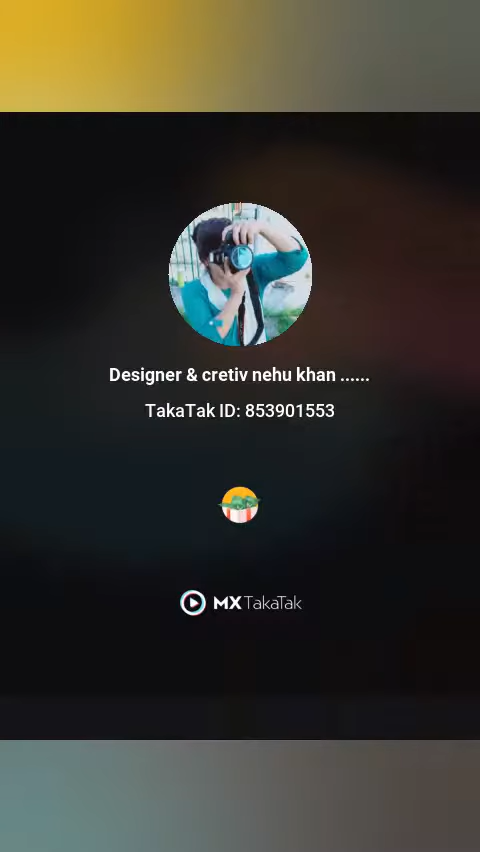 Designer & cretiv nehu khan ......
TakaTak ID: 853901553
MX TakaTak